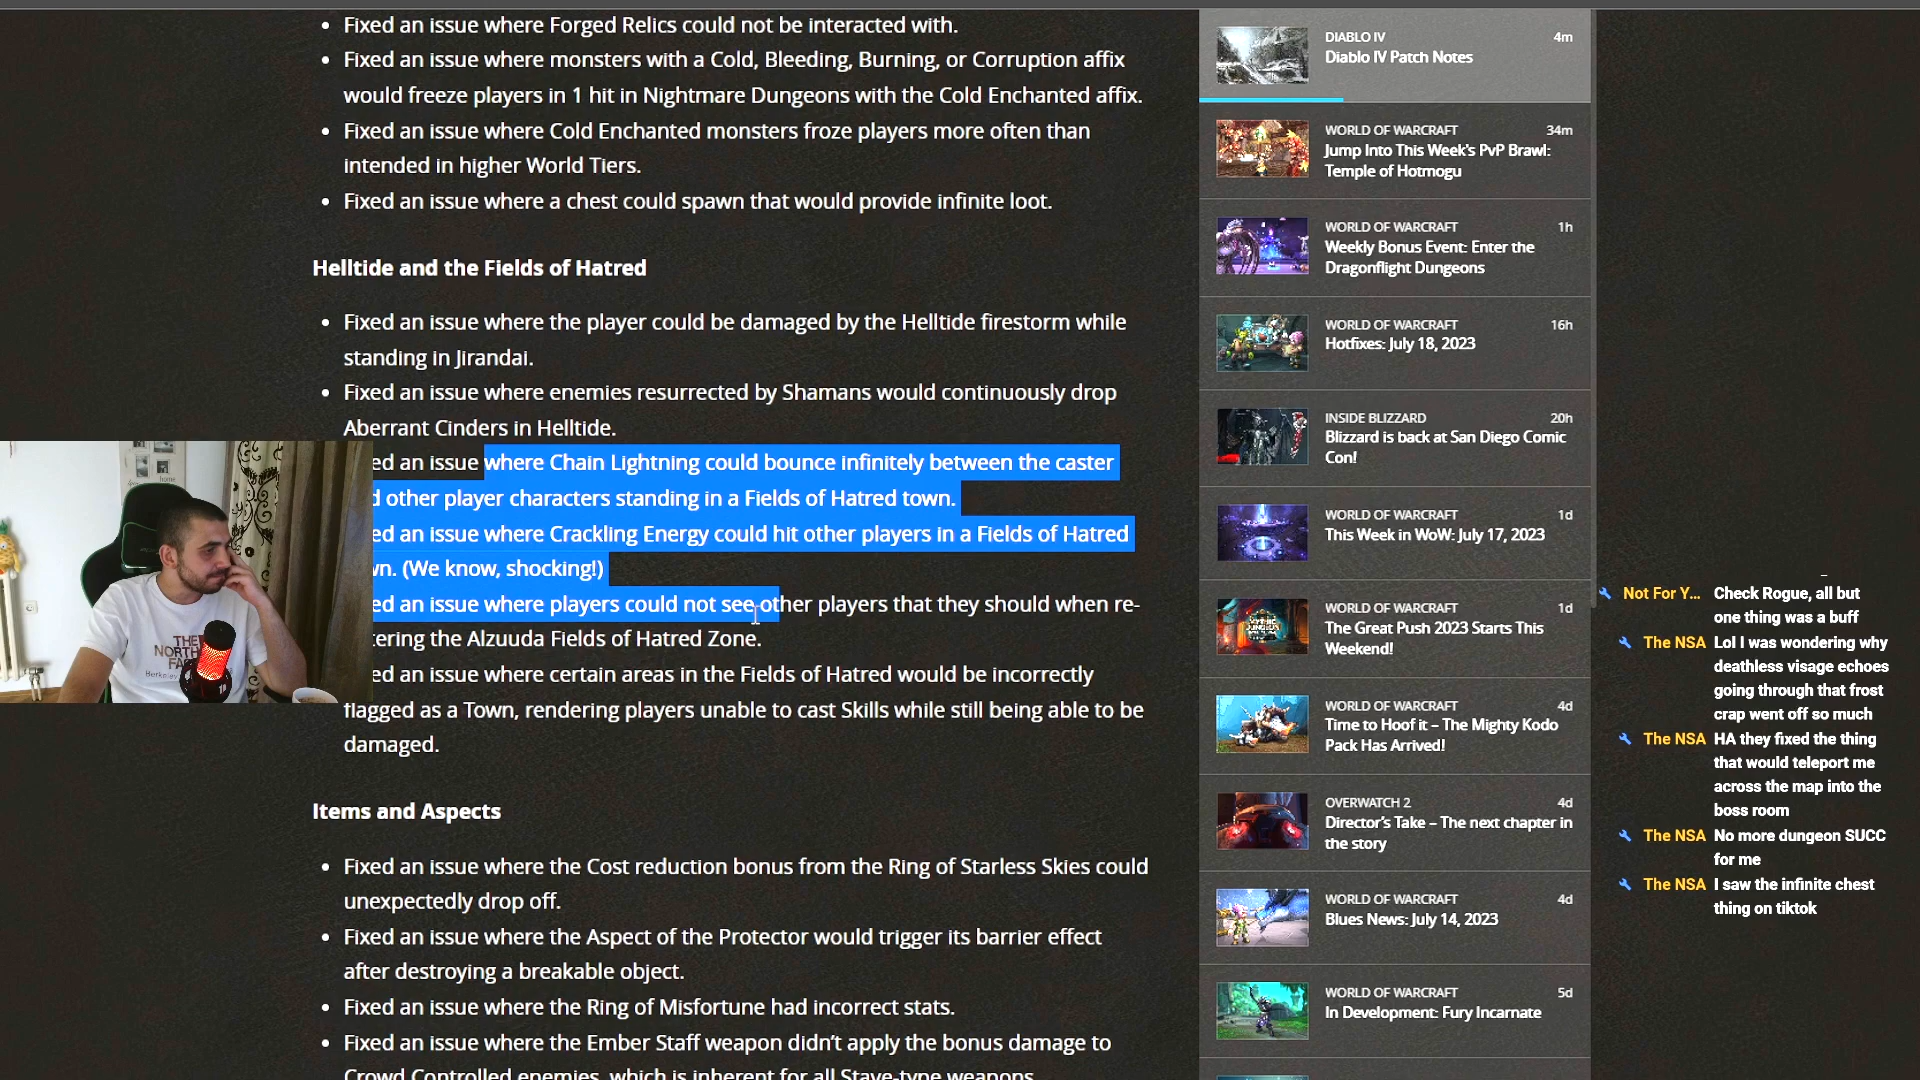 Fixed an issue where Forged Relics could not be interacted with.
Fixed an issue where monsters with a Cold, Bleeding, Burning, or Corruption affix
would freeze players in 1 hit in Nightmare Dungeons with the Cold Enchanted affix.
Fixed an issue where Cold Enchanted monsters froze players more often than
intended in higher World Tiers.
Fixed an issue where a chest could spawn that would provide infinite loot.
Helltide and the Fields of Hatred
Fixed an issue where the player could be damaged by the Helltide firestorm while
standing in Jirandai.
Fixed an issue where enemies resurrected by Shamans would continuously drop
Aberrant Cinders in Helltide.
ed an issue where Chain Lightning could bounce infinitely between the caster
d other player characters standing in a Fields of Hatred town.
ed an issue where Crackling Energy could hit other players in a Fields of Hatred
wn. (We know, shocking!)
ed an issue where players could not see other players that they should when re-
tering the Alzuuda Fields of Hatred Zone.
ed an issue where certain areas in the Fields of Hatred would be incorrectly
flagged as a Town, rendering players unable to cast Skills while still being able to be
damaged.
Items and Aspects
Fixed an issue where the Cost reduction bonus from the Ring of Starless Skies could
unexpectedly drop off.
Fixed an issue where the Aspect of the Protector would trigger its barrier effect
after destroying a breakable object.
Fixed an issue where the Ring of Misfortune had incorrect stats.
Fixed an issue where the Ember Staff weapon didn't apply the bonus damage to
Crowd Controlled enemies, which is inherent for all Stave-type weapons.
DIABLO IV 4m
Diablo IV Patch Notes
WORLD OF WARCRAFT 34m
Jump Into This Week's PvP Brawl:
Temple of Hotmogu
WORLD OF WARCRAFT 1h
Weekly Bonus Event: Enter the
Dragonflight Dungeons
WORLD OF WARCRAFT 16h
Hotfixes: July 18, 2023
INSIDE BLIZZARD 20h
Blizzard is back at San Diego Comic
Con!
WORLD OF WARCRAFT 1d
This Week in WoW: July 17, 2023
WORLD OF WARCRAFT 1d
The Great Push 2023 Starts This
Weekend!
WORLD OF WARCRAFT 4d
Time to Hoof it – The Mighty Kodo
Pack Has Arrived!
OVERWATCH 2 4d
Director's Take – The next chapter in
the story
WORLD OF WARCRAFT 4d
Blues News: July 14, 2023
WORLD OF WARCRAFT 5d
In Development: Fury Incarnate
Not For Y... Check Rogue, all but
one thing was a buff
The NSA Lol I was wondering why
deathless visage echoes
going through that frost
crap went off so much
The NSA HA they fixed the thing
that would teleport me
across the map into the
boss room
The NSA No more dungeon SUCC
for me
The NSA I saw the infinite chest
thing on tiktok
THE
NORTH
FA
Berkeley